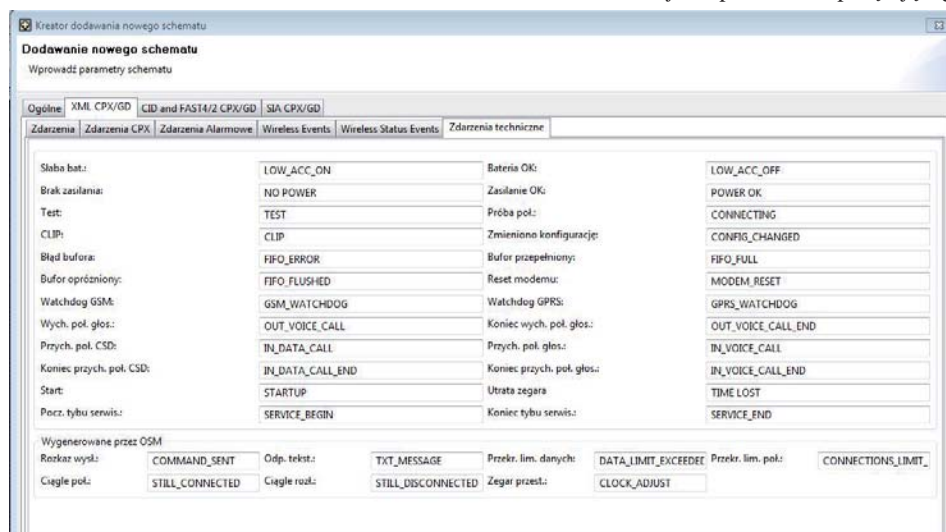 Kreator dodawania nowego schematu
Dodawanie nowego schematu
Wprowadź parametry schematu
Ogólne XML CPX/GD CID and FAST4/2 CPX/GD SIA CPX/GD
Zdarzenia Zdarzenia CPX Zdarzenia Alarmowe Wireless Events Wireless Status Events Zdarzenia techniczne
Słaba bat.: LOW_ACC_ON Bateria OK: LOW_ACC_OFF
Brak zasilania: NO POWER Zasilanie OK: POWER OK
Test: TEST Próba poł.: CONNECTING
CLIP: CLIP Zmieniono konfigurację: CONFIG_CHANGED
Błąd bufora: FIFO_ERROR Bufor przepełniony: FIFO_FULL
Bufor opróżniony: FIFO_FLUSHED Reset modemu: MODEM_RESET
Watchdog GSM: GSM_WATCHDOG Watchdog GPRS: GPRS_WATCHDOG
Wych. poł. głos.: OUT_VOICE_CALL Koniec wych. poł. głos.: OUT_VOICE_CALL_END
Przych. poł. CSD: IN_DATA_CALL Przych. poł. głos.: IN_VOICE_CALL
Koniec przych. poł. CSD: IN_DATA_CALL_END Koniec przych. poł. głos.: IN_VOICE_CALL_END
Start: STARTUP Utrata zegara TIME LOST
Pocz. tybu serwis.: SERVICE_BEGIN Koniec tybu serwis.: SERVICE_END
Wygenerowane przez OSM
Rozkaz wysł.: COMMAND_SENT Odp. tekst.: TXT_MESSAGE Przekr. lim. danych: DATA_LIMIT_EXCEEDED Przekr. lim. poł.: CONNECTIONS_LIMIT_
Ciągle poł.: STILL_CONNECTED Ciągle rozł.: STILL_DISCONNECTED Zegar przest.: CLOCK_ADJUST